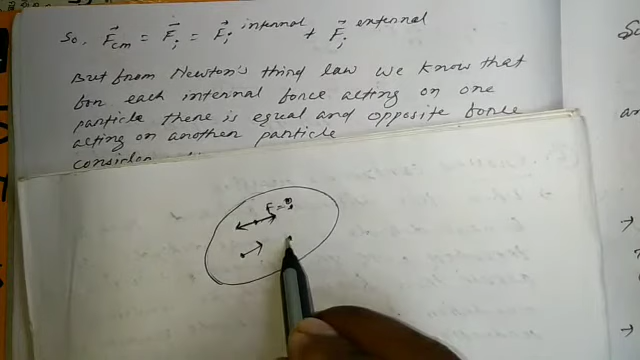 So, F⃗cm = F⃗i = F⃗i internal + F⃗i external
But from Newton's third law we know that
for each internal force acting on one
particle there is equal and opposite force
acting on another particle
consider
F =